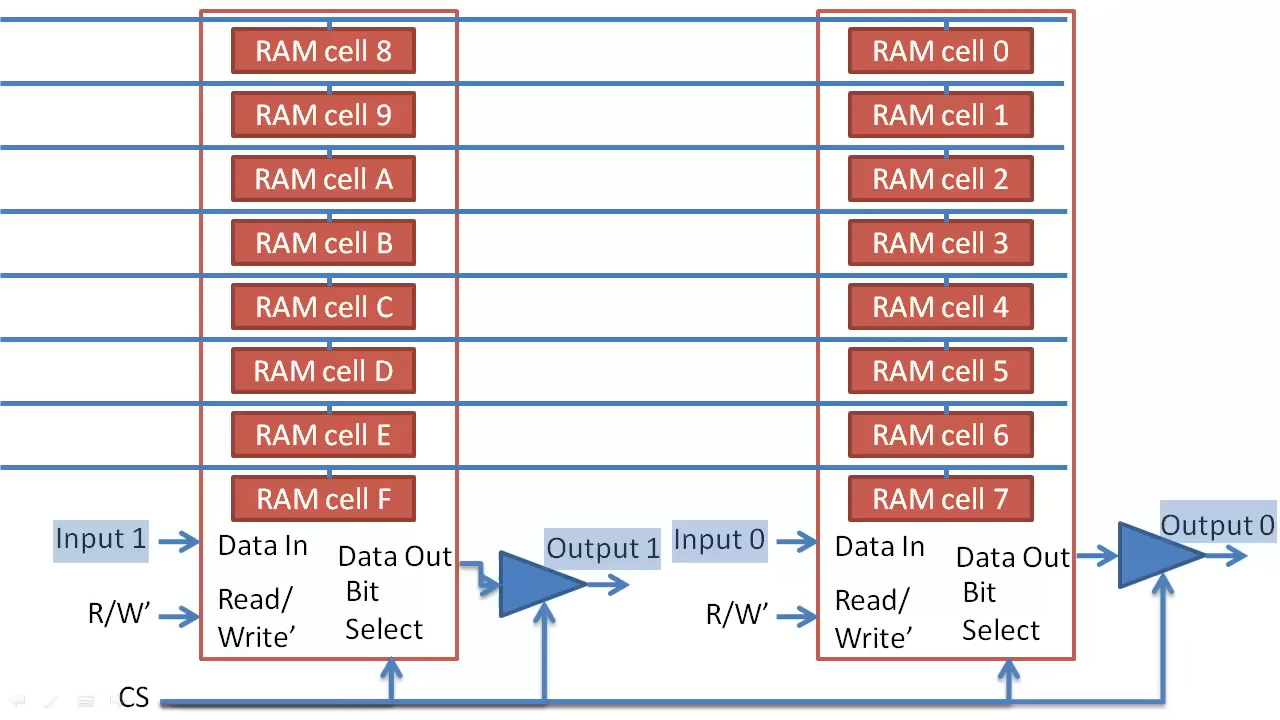 RAM cell 8
RAM cell 9
RAM cell A
RAM cell B
RAM cell C
RAM cell D
RAM cell E
RAM cell F
Input 1
Data In
Data Out
R/W’
Read/
Write’
Bit
Select
Output 1
RAM cell 0
RAM cell 1
RAM cell 2
RAM cell 3
RAM cell 4
RAM cell 5
RAM cell 6
RAM cell 7
Input 0
Data In
Data Out
R/W’
Read/
Write’
Bit
Select
Output 0
CS